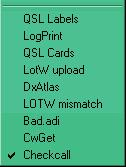 QSL Labels
LogPrint
QSL Cards
LotW upload
DxAtlas
LOTW mismatch
Bad.adi
CwGet
Checkcall